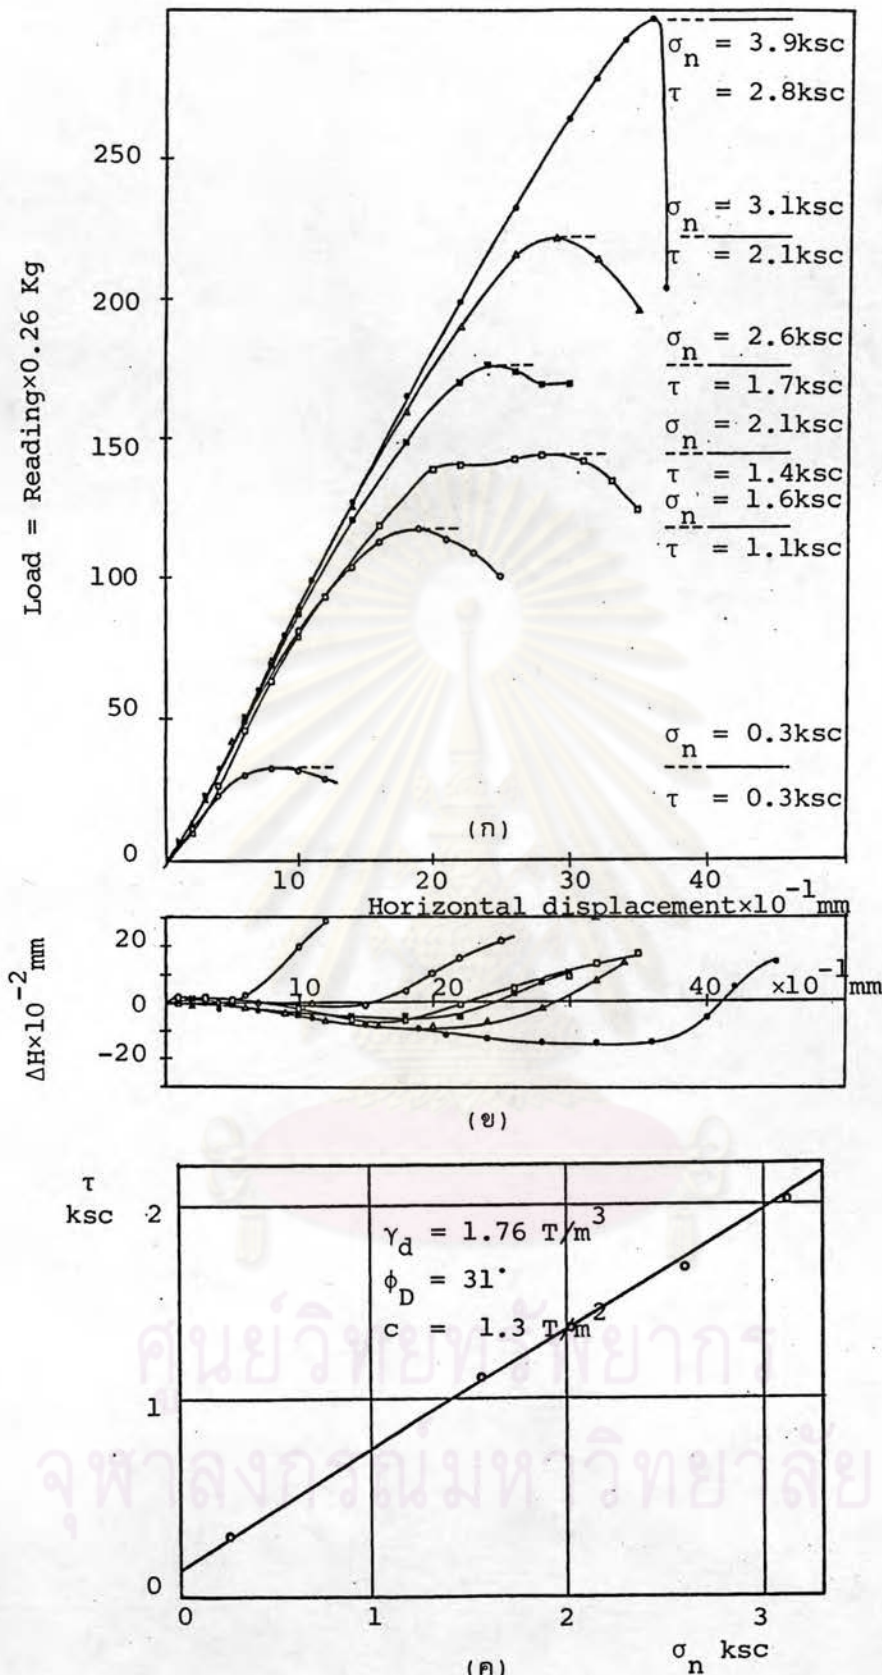 σn = 3.9ksc
τ = 2.8ksc
250
σn = 3.1ksc
τ = 2.1ksc
200
σn = 2.6ksc
τ = 1.7ksc
150
σn = 2.1ksc
τ = 1.4ksc
σn = 1.6ksc
τ = 1.1ksc
100
50
σn = 0.3ksc
τ = 0.3ksc
0
Load = Reading×0.26 Kg
(ก)
10 20 30 40
Horizontal displacement×10⁻¹mm
20
0
-20
ΔH×10⁻²mm
10 20 40 ×10⁻¹mm
(ข)
τ
ksc
2
1
0
γd = 1.76 T/m³
ϕD = 31°
c = 1.3 T/m²
ศูนย์วิทยทรัพยากร
จุฬาลงกรณ์มหาวิทยาลัย
0 1 2 3
σn ksc
(ค)